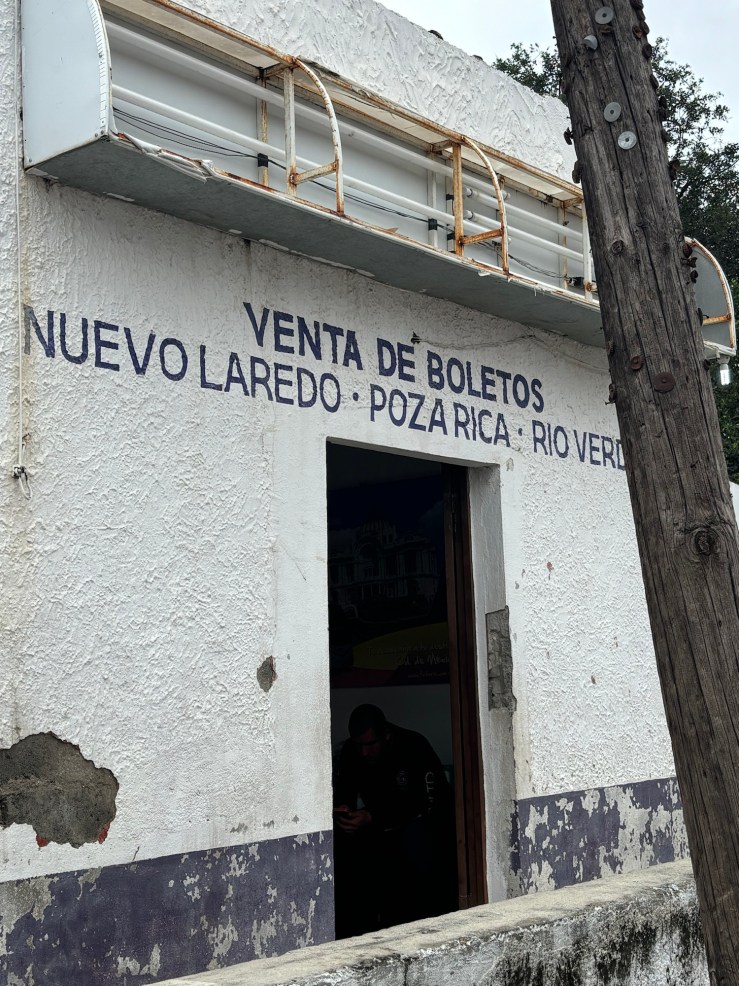 VENTA DE BOLETOS
NUEVO LAREDO · POZA RICA · RIO VERD